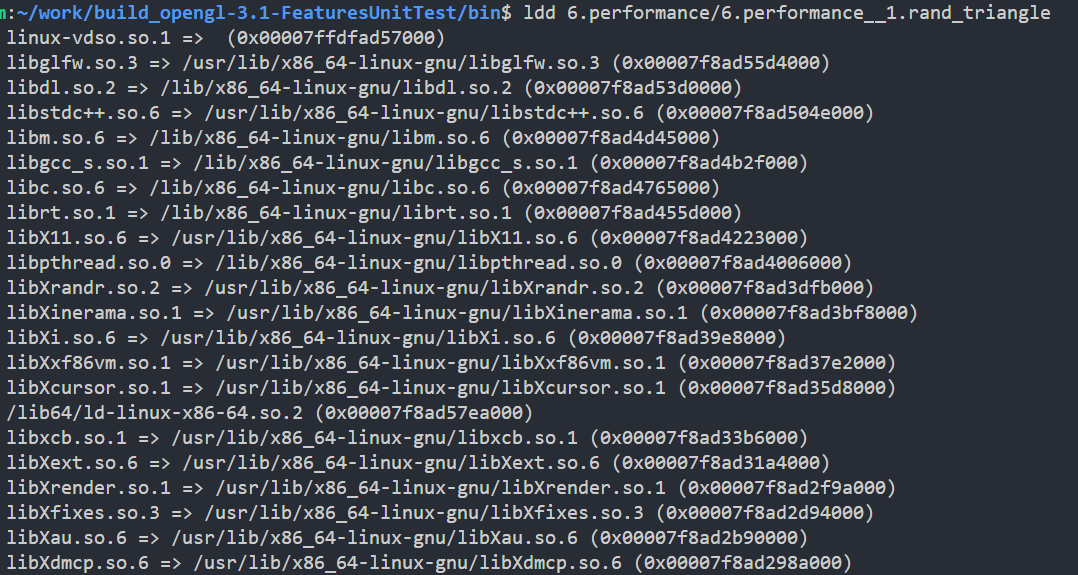 m:~/work/build_opengl-3.1-FeaturesUnitTest/bin$ ldd 6.performance/6.performance__1.rand_triangle
linux-vdso.so.1 =>  (0x00007ffdfad57000)
libglfw.so.3 => /usr/lib/x86_64-linux-gnu/libglfw.so.3 (0x00007f8ad55d4000)
libdl.so.2 => /lib/x86_64-linux-gnu/libdl.so.2 (0x00007f8ad53d0000)
libstdc++.so.6 => /usr/lib/x86_64-linux-gnu/libstdc++.so.6 (0x00007f8ad504e000)
libm.so.6 => /lib/x86_64-linux-gnu/libm.so.6 (0x00007f8ad4d45000)
libgcc_s.so.1 => /lib/x86_64-linux-gnu/libgcc_s.so.1 (0x00007f8ad4b2f000)
libc.so.6 => /lib/x86_64-linux-gnu/libc.so.6 (0x00007f8ad4765000)
librt.so.1 => /lib/x86_64-linux-gnu/librt.so.1 (0x00007f8ad455d000)
libX11.so.6 => /usr/lib/x86_64-linux-gnu/libX11.so.6 (0x00007f8ad4223000)
libpthread.so.0 => /lib/x86_64-linux-gnu/libpthread.so.0 (0x00007f8ad4006000)
libXrandr.so.2 => /usr/lib/x86_64-linux-gnu/libXrandr.so.2 (0x00007f8ad3dfb000)
libXinerama.so.1 => /usr/lib/x86_64-linux-gnu/libXinerama.so.1 (0x00007f8ad3bf8000)
libXi.so.6 => /usr/lib/x86_64-linux-gnu/libXi.so.6 (0x00007f8ad39e8000)
libXxf86vm.so.1 => /usr/lib/x86_64-linux-gnu/libXxf86vm.so.1 (0x00007f8ad37e2000)
libXcursor.so.1 => /usr/lib/x86_64-linux-gnu/libXcursor.so.1 (0x00007f8ad35d8000)
/lib64/ld-linux-x86-64.so.2 (0x00007f8ad57ea000)
libxcb.so.1 => /usr/lib/x86_64-linux-gnu/libxcb.so.1 (0x00007f8ad33b6000)
libXext.so.6 => /usr/lib/x86_64-linux-gnu/libXext.so.6 (0x00007f8ad31a4000)
libXrender.so.1 => /usr/lib/x86_64-linux-gnu/libXrender.so.1 (0x00007f8ad2f9a000)
libXfixes.so.3 => /usr/lib/x86_64-linux-gnu/libXfixes.so.3 (0x00007f8ad2d94000)
libXau.so.6 => /usr/lib/x86_64-linux-gnu/libXau.so.6 (0x00007f8ad2b90000)
libXdmcp.so.6 => /usr/lib/x86_64-linux-gnu/libXdmcp.so.6 (0x00007f8ad298a000)